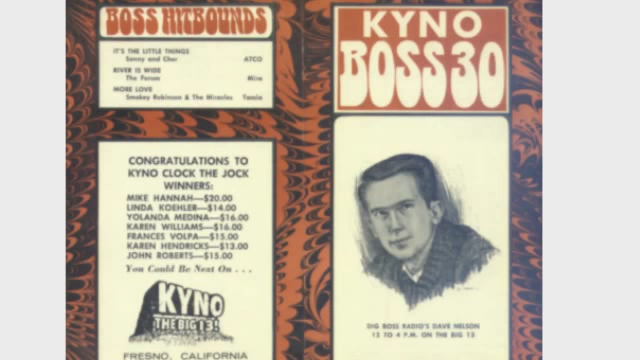 BOSS HITBOUNDS
IT'S THE LITTLE THINGS
Sonny and Cher ATCO
RIVER IS WIDE
The Forum Mira
MORE LOVE
Smokey Robinson & The Miracles Tamla
CONGRATULATIONS TO
KYNO CLOCK THE JOCK
WINNERS:
MIKE HANNAH—$20.00
LINDA KOEHLER—$14.00
YOLANDA MEDINA—$16.00
KAREN WILLIAMS—$16.00
FRANCES VOLPA—$15.00
KAREN HENDRICKS—$13.00
JOHN ROBERTS—$15.00
You Could Be Next On . . .
KYNO
THE BIG 13!
FRESNO, CALIFORNIA
KYNO
BOSS 30
DIG BOSS RADIO'S DAVE NELSON
12 TO 4 P.M. ON THE BIG 13